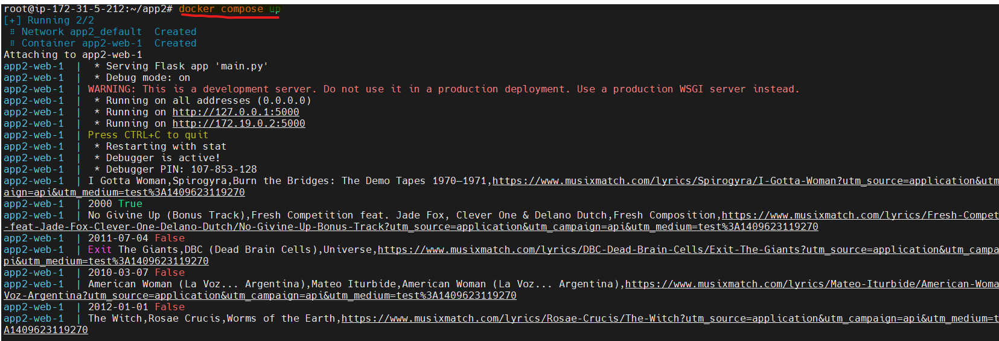 root@ip-172-31-5-212:~/app2# docker compose up
[+] Running 2/2
 ⠿ Network app2_default  Created
 ⠿ Container app2-web-1  Created
Attaching to app2-web-1
app2-web-1  |  * Serving Flask app 'main.py'
app2-web-1  |  * Debug mode: on
app2-web-1  | WARNING: This is a development server. Do not use it in a production deployment. Use a production WSGI server instead.
app2-web-1  |  * Running on all addresses (0.0.0.0)
app2-web-1  |  * Running on http://127.0.0.1:5000
app2-web-1  |  * Running on http://172.19.0.2:5000
app2-web-1  | Press CTRL+C to quit
app2-web-1  |  * Restarting with stat
app2-web-1  |  * Debugger is active!
app2-web-1  |  * Debugger PIN: 107-853-128
app2-web-1  | I Gotta Woman,Spirogyra,Burn the Bridges: The Demo Tapes 1970–1971,https://www.musixmatch.com/lyrics/Spirogyra/I-Gotta-Woman?utm_source=application&utm
aign=api&utm_medium=test%3A1409623119270
app2-web-1  | 2000 True
app2-web-1  | No Givine Up (Bonus Track),Fresh Competition feat. Jade Fox, Clever One & Delano Dutch,Fresh Composition,https://www.musixmatch.com/lyrics/Fresh-Compet
-feat-Jade-Fox-Clever-One-Delano-Dutch/No-Givine-Up-Bonus-Track?utm_source=application&utm_campaign=api&utm_medium=test%3A1409623119270
app2-web-1  | 2011-07-04 False
app2-web-1  | Exit The Giants,DBC (Dead Brain Cells),Universe,https://www.musixmatch.com/lyrics/DBC-Dead-Brain-Cells/Exit-The-Giants?utm_source=application&utm_campa
pi&utm_medium=test%3A1409623119270
app2-web-1  | 2010-03-07 False
app2-web-1  | American Woman (La Voz... Argentina),Mateo Iturbide,American Woman (La Voz... Argentina),https://www.musixmatch.com/lyrics/Mateo-Iturbide/American-Woma
Voz-Argentina?utm_source=application&utm_campaign=api&utm_medium=test%3A1409623119270
app2-web-1  | 2012-01-01 False
app2-web-1  | The Witch,Rosae Crucis,Worms of the Earth,https://www.musixmatch.com/lyrics/Rosae-Crucis/The-Witch?utm_source=application&utm_campaign=api&utm_medium=t
A1409623119270